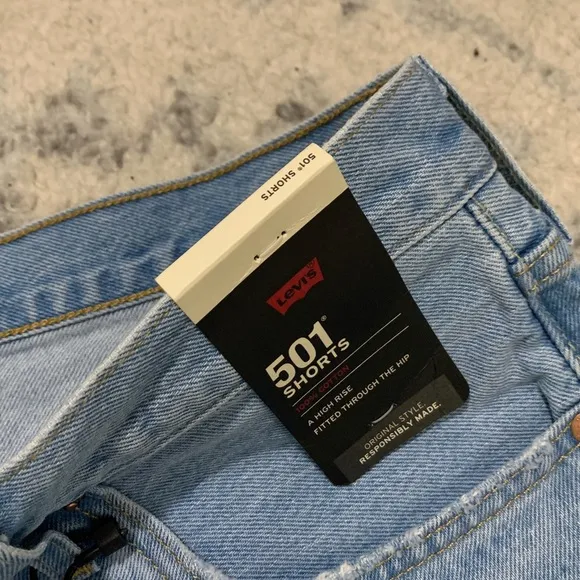 501® SHORTS
Levi's®
501®
SHORTS
100% COTTON
A HIGH RISE
FITTED THROUGH THE HIP
ORIGINAL STYLE.
RESPONSIBLY MADE.